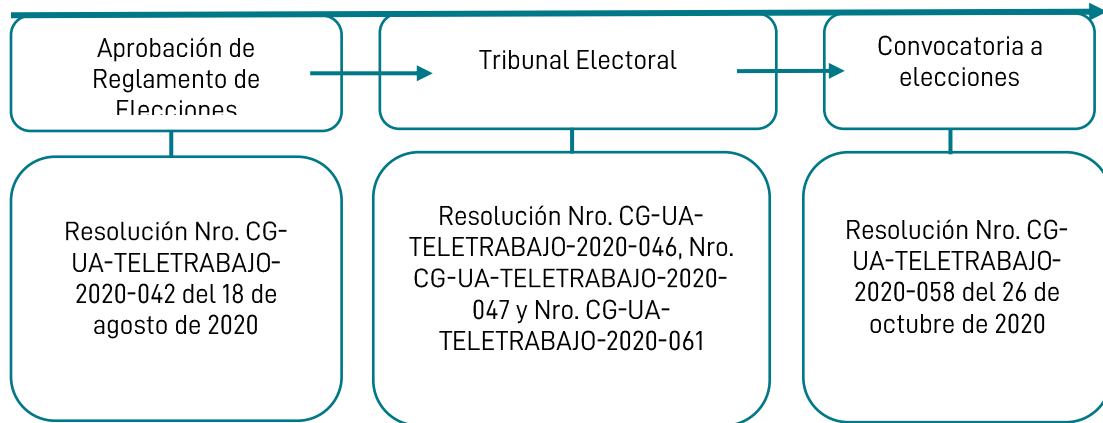 Aprobación de
Reglamento de
Elecciones
Tribunal Electoral
Convocatoria a
elecciones
Resolución Nro. CG-
UA-TELETRABAJO-
2020-042 del 18 de
agosto de 2020
Resolución Nro. CG-UA-
TELETRABAJO-2020-046, Nro.
CG-UA-TELETRABAJO-2020-
047 y Nro. CG-UA-
TELETRABAJO-2020-061
Resolución Nro. CG-
UA-TELETRABAJO-
2020-058 del 26 de
octubre de 2020